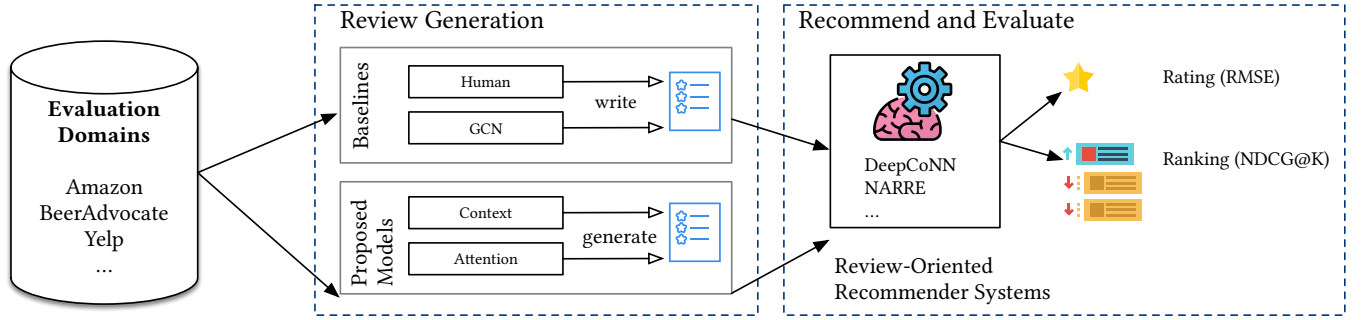 Evaluation
Domains
Amazon
BeerAdvocate
Yelp
...
Review Generation
Baselines
Human
GCN
write
Proposed
Models
Context
Attention
generate
Recommend and Evaluate
DeepCoNN
NARRE
...
Review-Oriented
Recommender Systems
Rating (RMSE)
Ranking (NDCG@K)